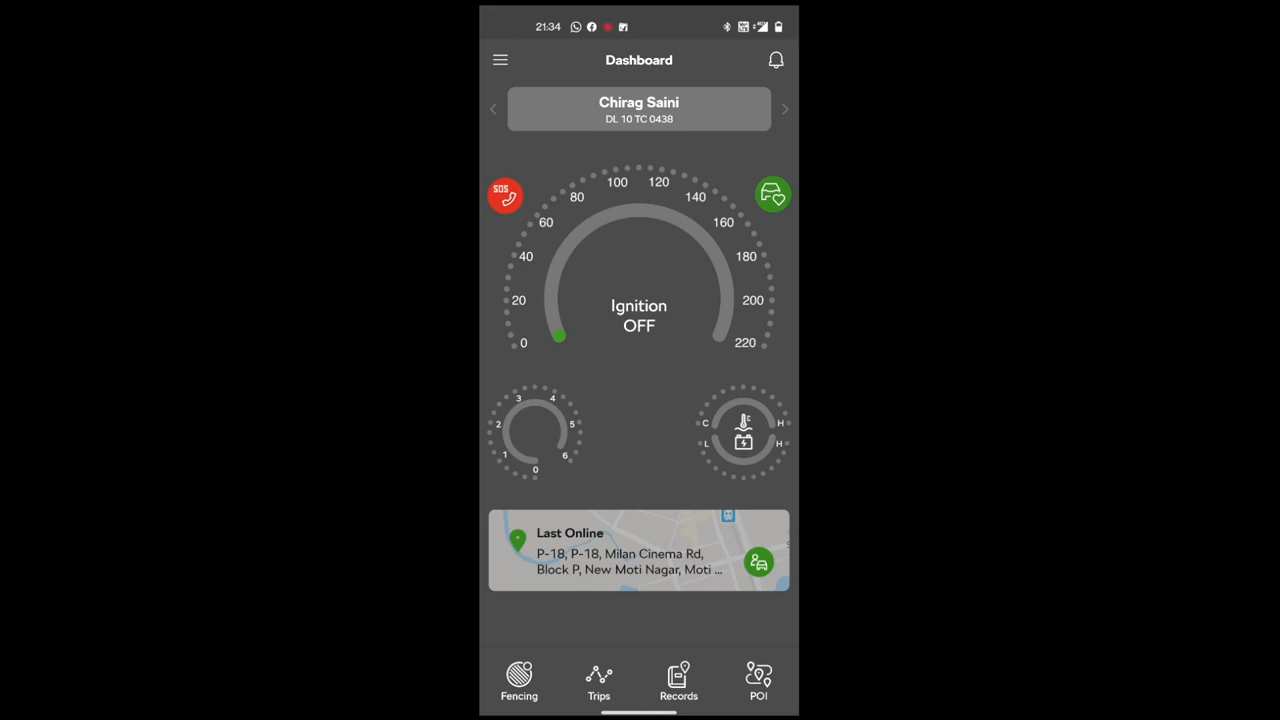 21:34
Dashboard
Chirag Saini
DL 10 TC 0438
SOS
0
20
40
60
80
100
120
140
160
180
200
220
Ignition
OFF
0
1
2
3
4
5
6
C H
L H
Last Online
P-18, P-18, Milan Cinema Rd,
Block P, New Moti Nagar, Moti ...
Fencing Trips Records POI